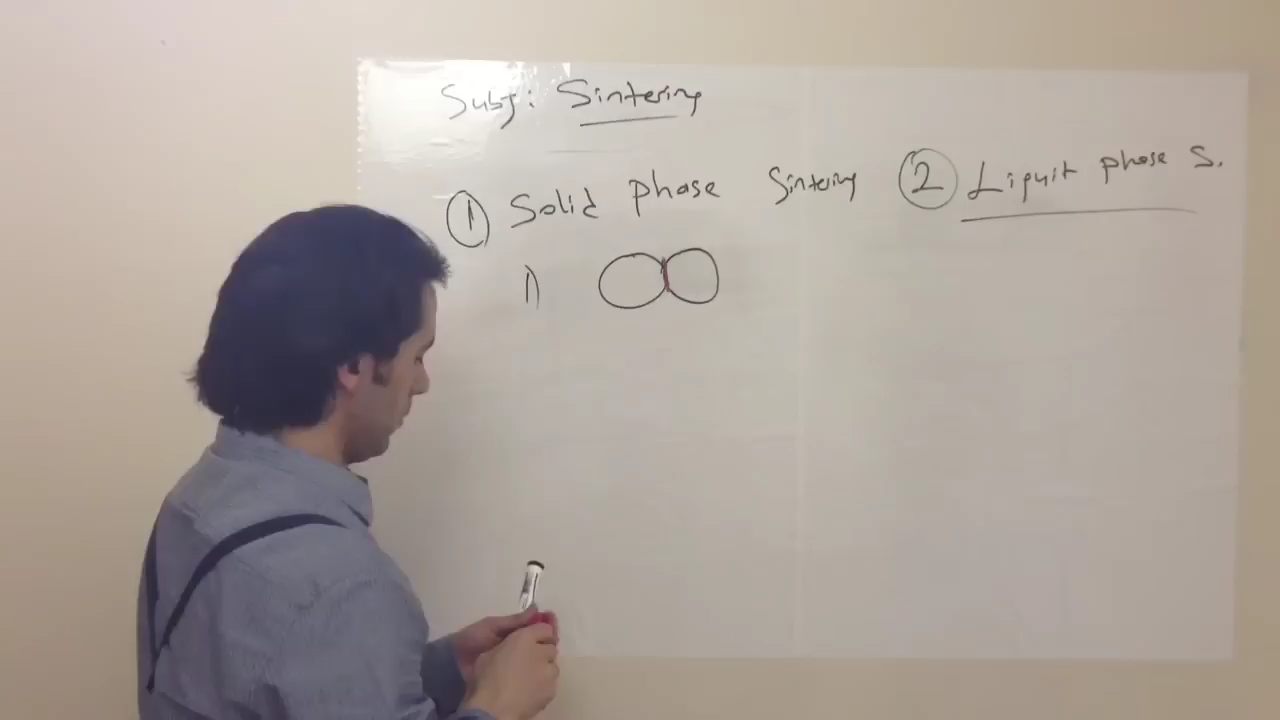 Subj: Sintering
① Solid phase Sintering ② Liquit phase S.
1)